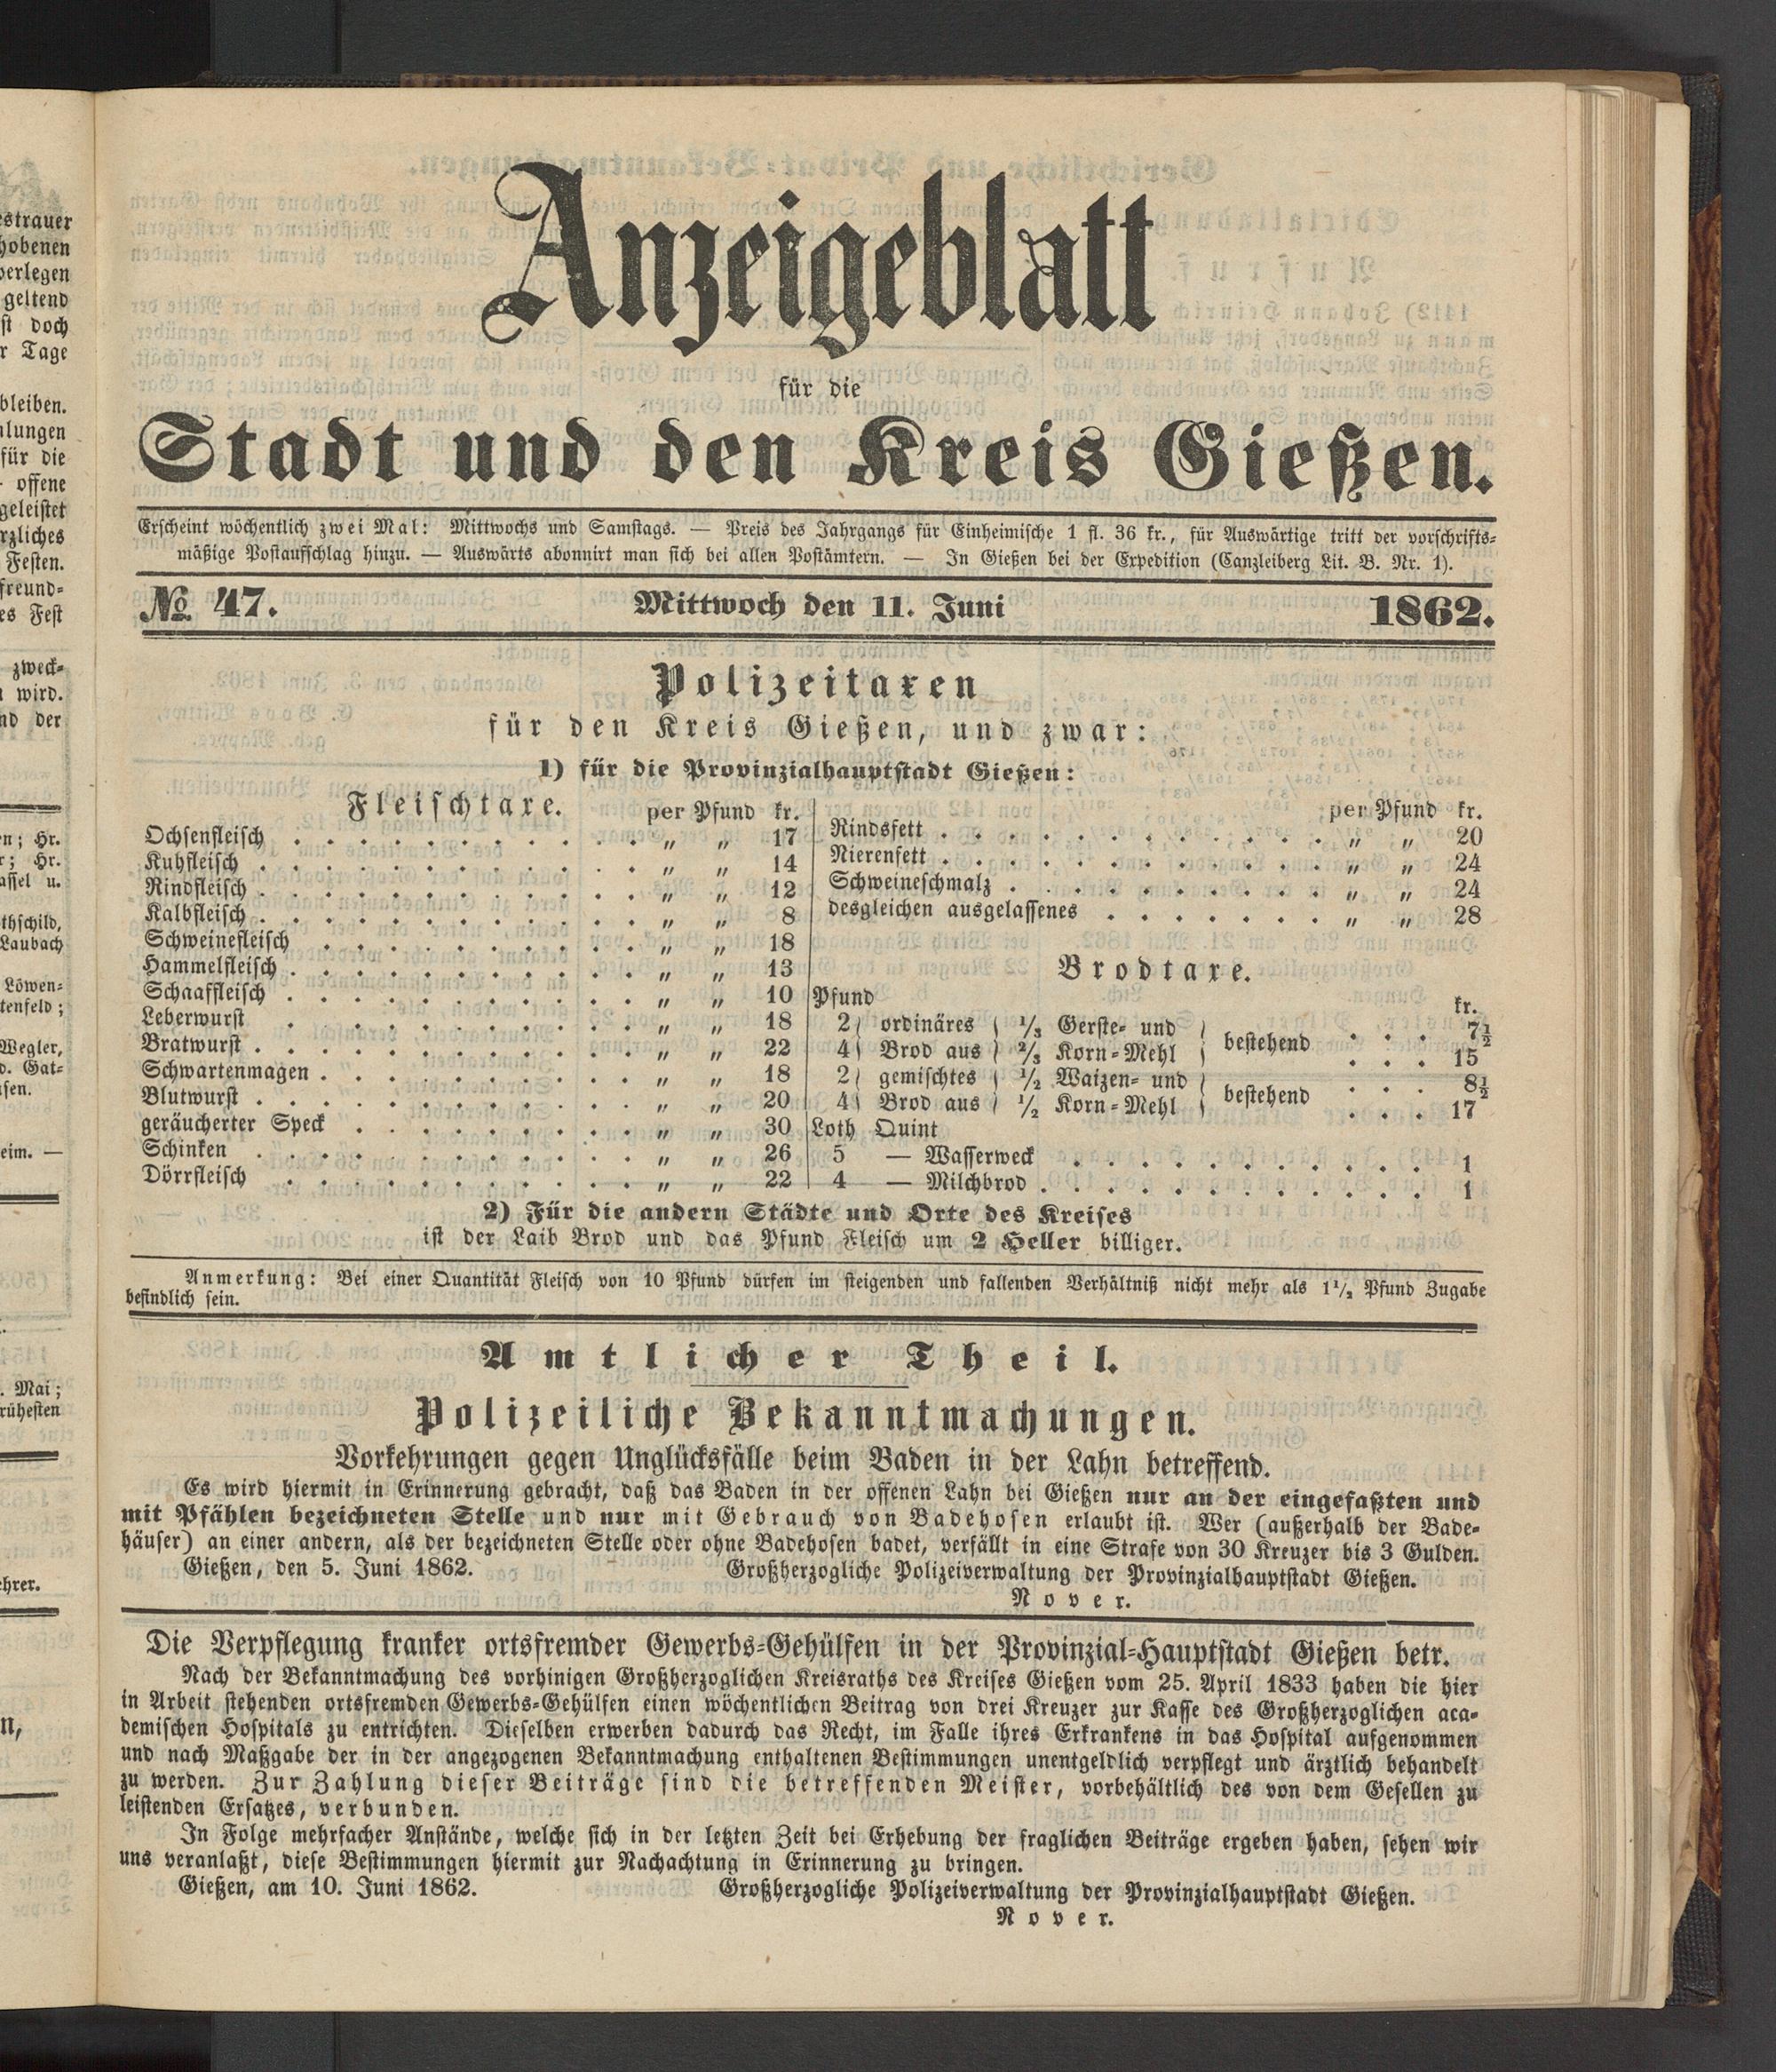 Anzeigeblatt
für die
Stadt und den Kreis Gießen.
Erscheint wöchentlich zwei Mal: Mittwochs und Samstags. — Preis des Jahrgangs für Einheimische 1 fl. 36 kr., für Auswärtige tritt der vorschrifts-
mäßige Postaufschlag hinzu. — Auswärts abonnirt man sich bei allen Postämtern. — In Gießen bei der Expedition (Canzleiberg Lit. B. Nr. 1).
№ 47. Mittwoch den 11. Juni 1862.
Polizeitaxen
für den Kreis Gießen, und zwar:
1) für die Provinzialhauptstadt Gießen:
Fleischtaxe. per Pfund kr.
Ochsenfleisch . . . . . . . . . . „ „ 17
Kuhfleisch . . . . . . . . . . „ „ 14
Rindfleisch . . . . . . . . . . „ „ 12
Kalbfleisch . . . . . . . . . . „ „ 8
Schweinefleisch . . . . . . . . . „ „ 18
Hammelfleisch . . . . . . . . . . „ „ 13
Schaaffleisch . . . . . . . . . . „ „ 10
Leberwurst . . . . . . . . . . „ „ 18
Bratwurst . . . . . . . . . . „ „ 22
Schwartenmagen . . . . . . . . . „ „ 18
Blutwurst . . . . . . . . . . „ „ 20
geräucherter Speck . . . . . . . . „ „ 30
Schinken . . . . . . . . . . „ „ 26
Dörrfleisch . . . . . . . . . . „ „ 22
per Pfund kr.
Rindsfett . . . . . . . . . . „ „ 20
Nierenfett . . . . . . . . . . „ „ 24
Schweineschmalz . . . . . . . . „ „ 24
desgleichen ausgelassenes . . . . . . „ „ 28
Brodtaxe.
Pfund kr.
2 ordinäres ⅓ Gerste- und bestehend . . . 7½
4 Brod aus ⅔ Korn-Mehl . . . 15
2 gemischtes ½ Waizen- und bestehend . . . 8½
4 Brod aus ½ Korn-Mehl . . . 17
Loth Quint
5 — Wasserweck . . . . . . . . . . 1
4 — Milchbrod . . . . . . . . . . 1
2) Für die andern Städte und Orte des Kreises
ist der Laib Brod und das Pfund Fleisch um 2 Heller billiger.
Anmerkung: Bei einer Quantität Fleisch von 10 Pfund dürfen im steigenden und fallenden Verhältniß nicht mehr als 1½ Pfund Zugabe
befindlich sein.
Amtlicher Theil.
Polizeiliche Bekanntmachungen.
Vorkehrungen gegen Unglücksfälle beim Baden in der Lahn betreffend.
Es wird hiermit in Erinnerung gebracht, daß das Baden in der offenen Lahn bei Gießen nur an der eingefaßten und
mit Pfählen bezeichneten Stelle und nur mit Gebrauch von Badehosen erlaubt ist. Wer (außerhalb der Bade-
häuser) an einer andern, als der bezeichneten Stelle oder ohne Badehosen badet, verfällt in eine Strafe von 30 Kreuzer bis 3 Gulden.
Gießen, den 5. Juni 1862. Großherzogliche Polizeiverwaltung der Provinzialhauptstadt Gießen.
Nover.
Die Verpflegung kranker ortsfremder Gewerbs-Gehülfen in der Provinzial-Hauptstadt Gießen betr.
Nach der Bekanntmachung des vorhinigen Großherzoglichen Kreisraths des Kreises Gießen vom 25. April 1833 haben die hier
in Arbeit stehenden ortsfremden Gewerbs-Gehülfen einen wöchentlichen Beitrag von drei Kreuzer zur Kasse des Großherzoglichen aca-
demischen Hospitals zu entrichten. Dieselben erwerben dadurch das Recht, im Falle ihres Erkrankens in das Hospital aufgenommen
und nach Maßgabe der in der angezogenen Bekanntmachung enthaltenen Bestimmungen unentgeldlich verpflegt und ärztlich behandelt
zu werden. Zur Zahlung dieser Beiträge sind die betreffenden Meister, vorbehältlich des von dem Gesellen zu
leistenden Ersatzes, verbunden.
In Folge mehrfacher Anstände, welche sich in der letzten Zeit bei Erhebung der fraglichen Beiträge ergeben haben, sehen wir
uns veranlaßt, diese Bestimmungen hiermit zur Nachachtung in Erinnerung zu bringen.
Gießen, am 10. Juni 1862. Großherzogliche Polizeiverwaltung der Provinzialhauptstadt Gießen.
Nover.